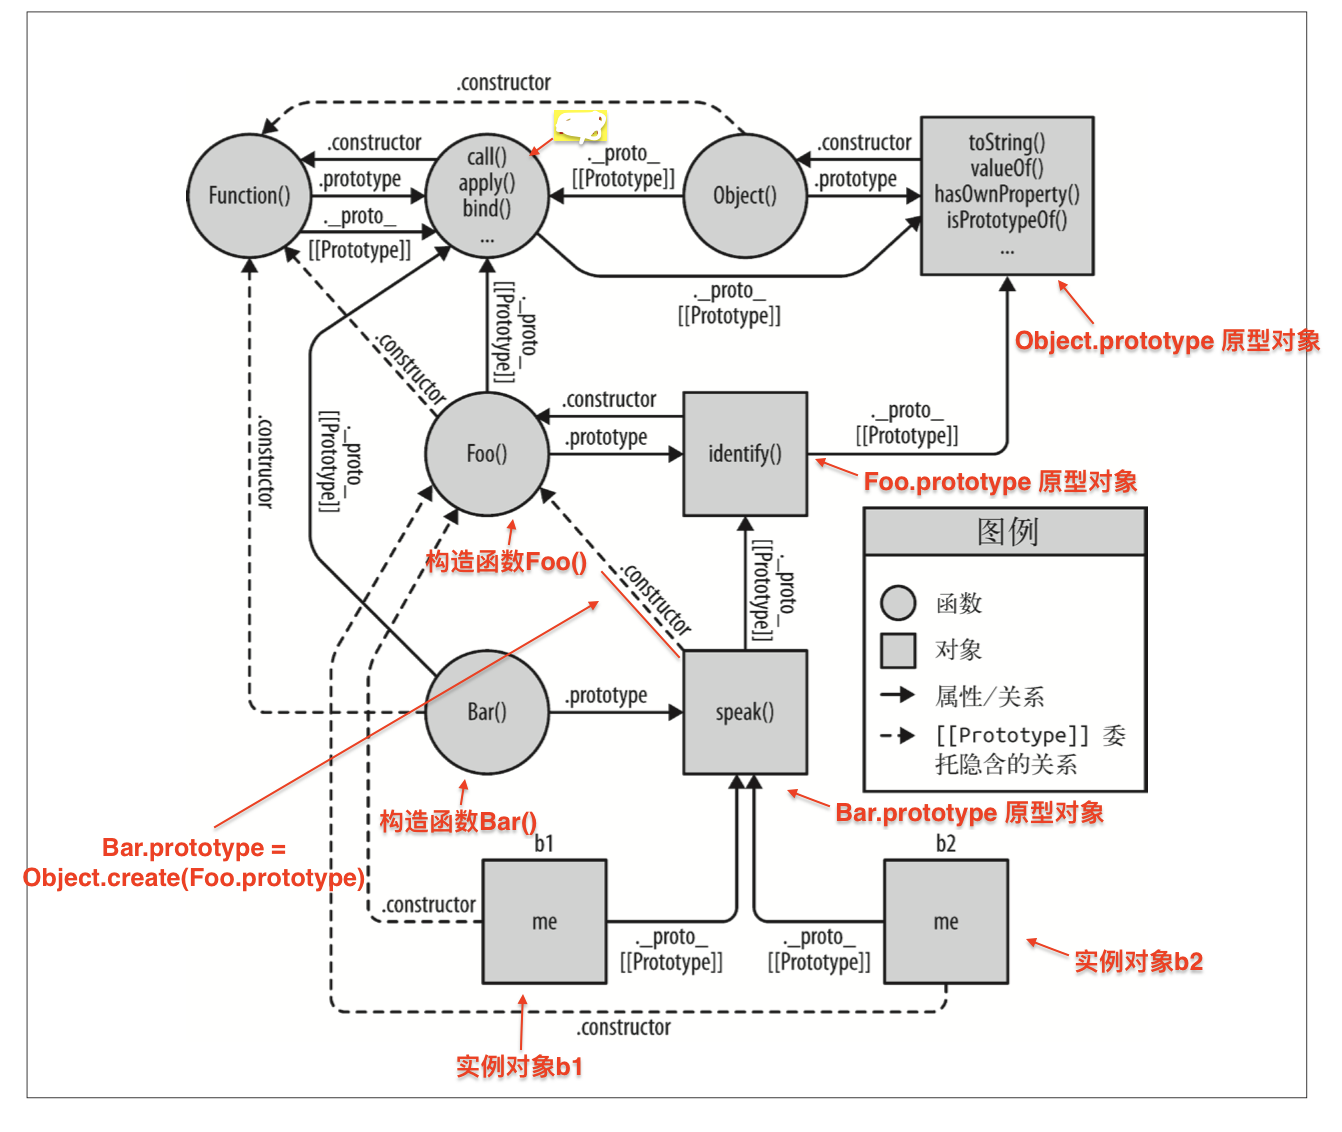 .constructor
Function()
.constructor
.prototype
._proto_
[[Prototype]]
call()
apply()
bind()
...
._proto_
[[Prototype]]
Object()
.constructor
.prototype
toString()
valueOf()
hasOwnProperty()
isPrototypeOf()
...
._proto_
[[Prototype]]
Object.prototype 原型对象
.constructor
._proto_
[[Prototype]]
.constructor
._proto_
[[Prototype]]
Foo()
.constructor
.prototype
identify()
._proto_
[[Prototype]]
Foo.prototype 原型对象
构造函数Foo()
.constructor
._proto_
[[Prototype]]
图例
函数
对象
属性/关系
[[Prototype]] 委
托隐含的关系
Bar()
.prototype
speak()
构造函数Bar()
Bar.prototype 原型对象
Bar.prototype =
Object.create(Foo.prototype)
b1
b2
.constructor
me
._proto_
[[Prototype]]
._proto_
[[Prototype]]
me
实例对象b2
.constructor
实例对象b1